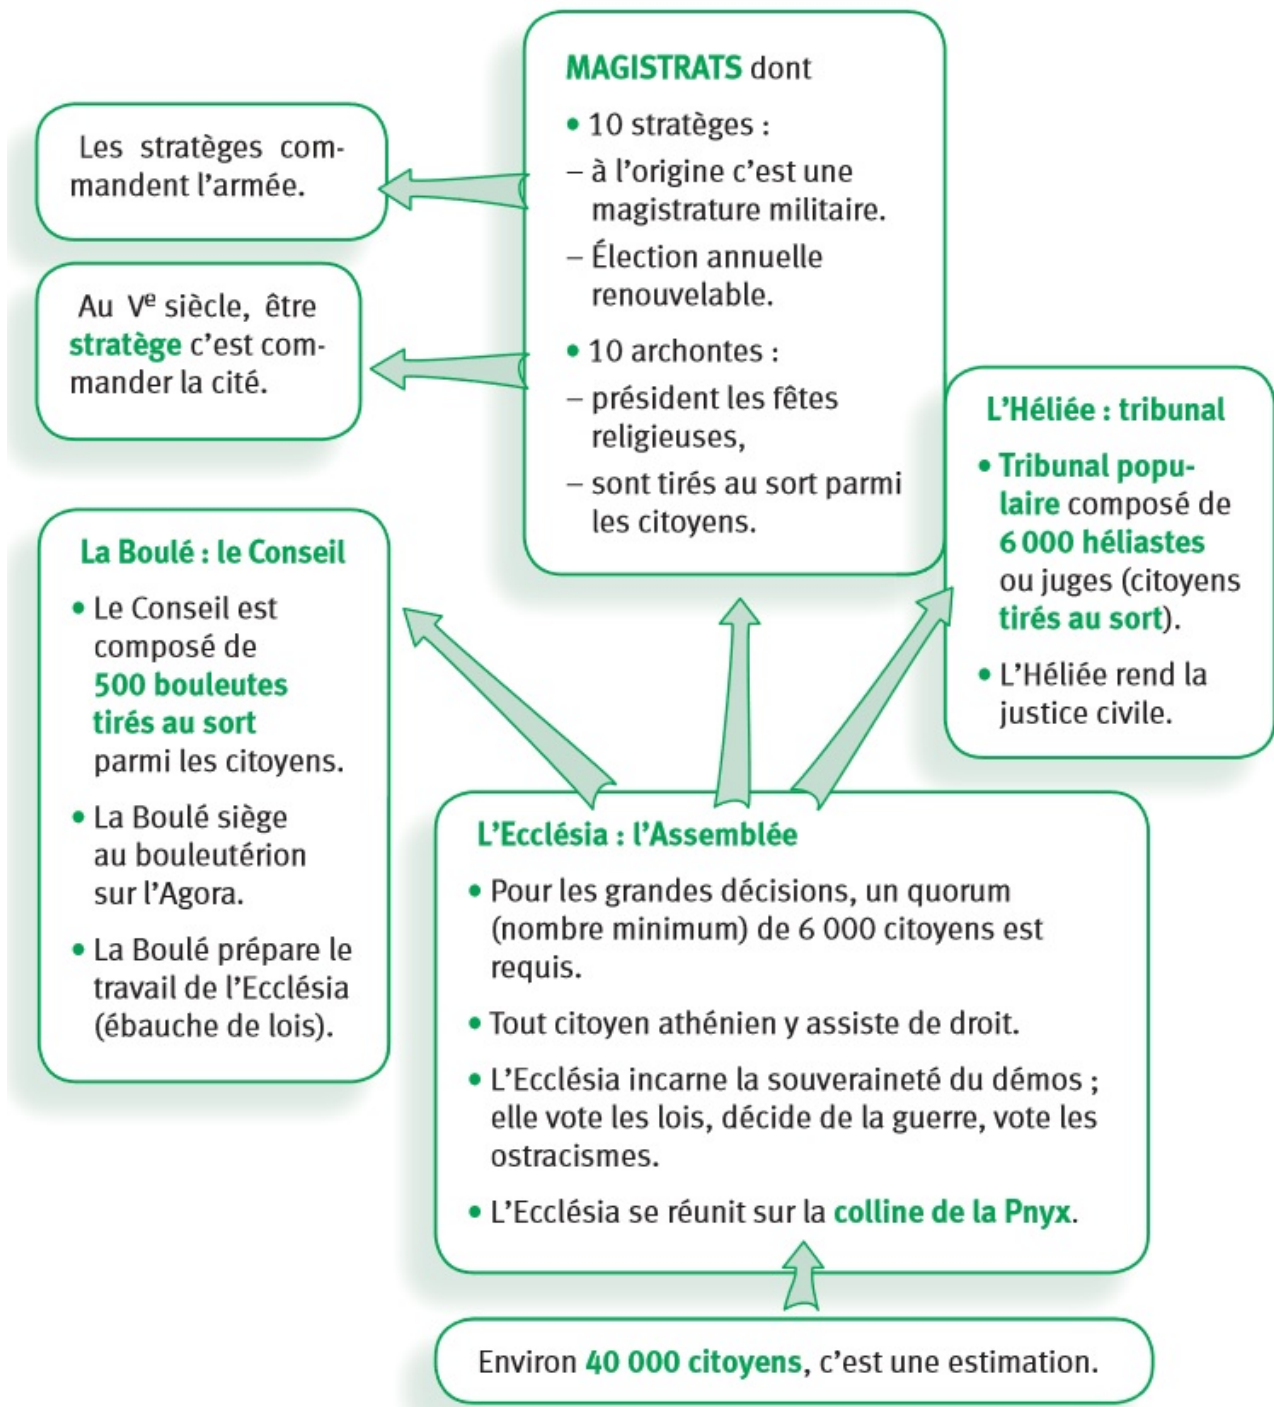 MAGISTRATS dont
• 10 stratèges :
– à l'origine c'est une
magistrature militaire.
– Élection annuelle
renouvelable.
• 10 archontes :
– président les fêtes
religieuses,
– sont tirés au sort parmi
les citoyens.
Les stratèges com-
mandent l'armée.
Au Ve siècle, être
stratège c'est com-
mander la cité.
L'Héliée : tribunal
• Tribunal popu-
laire composé de
6 000 héliastes
ou juges (citoyens
tirés au sort).
• L'Héliée rend la
justice civile.
La Boulé : le Conseil
• Le Conseil est
composé de
500 bouleutes
tirés au sort
parmi les citoyens.
• La Boulé siège
au bouleutérion
sur l'Agora.
• La Boulé prépare le
travail de l'Ecclésia
(ébauche de lois).
L'Ecclésia : l'Assemblée
• Pour les grandes décisions, un quorum
(nombre minimum) de 6 000 citoyens est
requis.
• Tout citoyen athénien y assiste de droit.
• L'Ecclésia incarne la souveraineté du démos ;
elle vote les lois, décide de la guerre, vote les
ostracismes.
• L'Ecclésia se réunit sur la colline de la Pnyx.
Environ 40 000 citoyens, c'est une estimation.